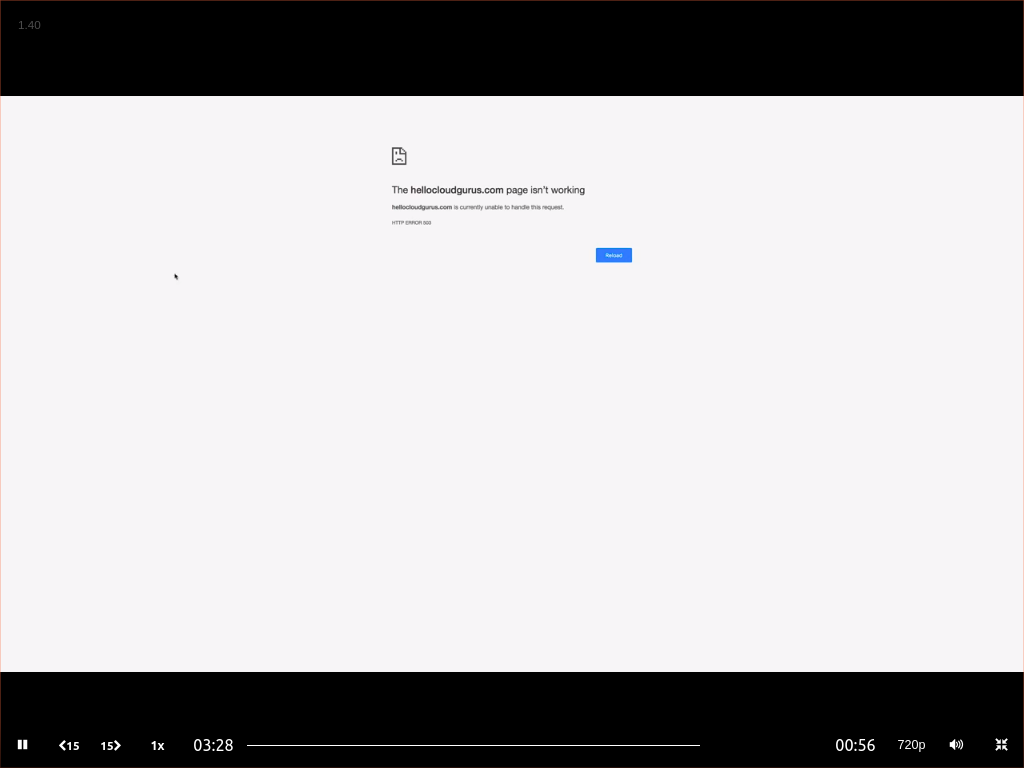 1.40
The hellocloudgurus.com page isn't working
hellocloudgurus.com is currently unable to handle this request.
HTTP ERROR 500
Reload
15 15 1x 03:28 00:56 720p